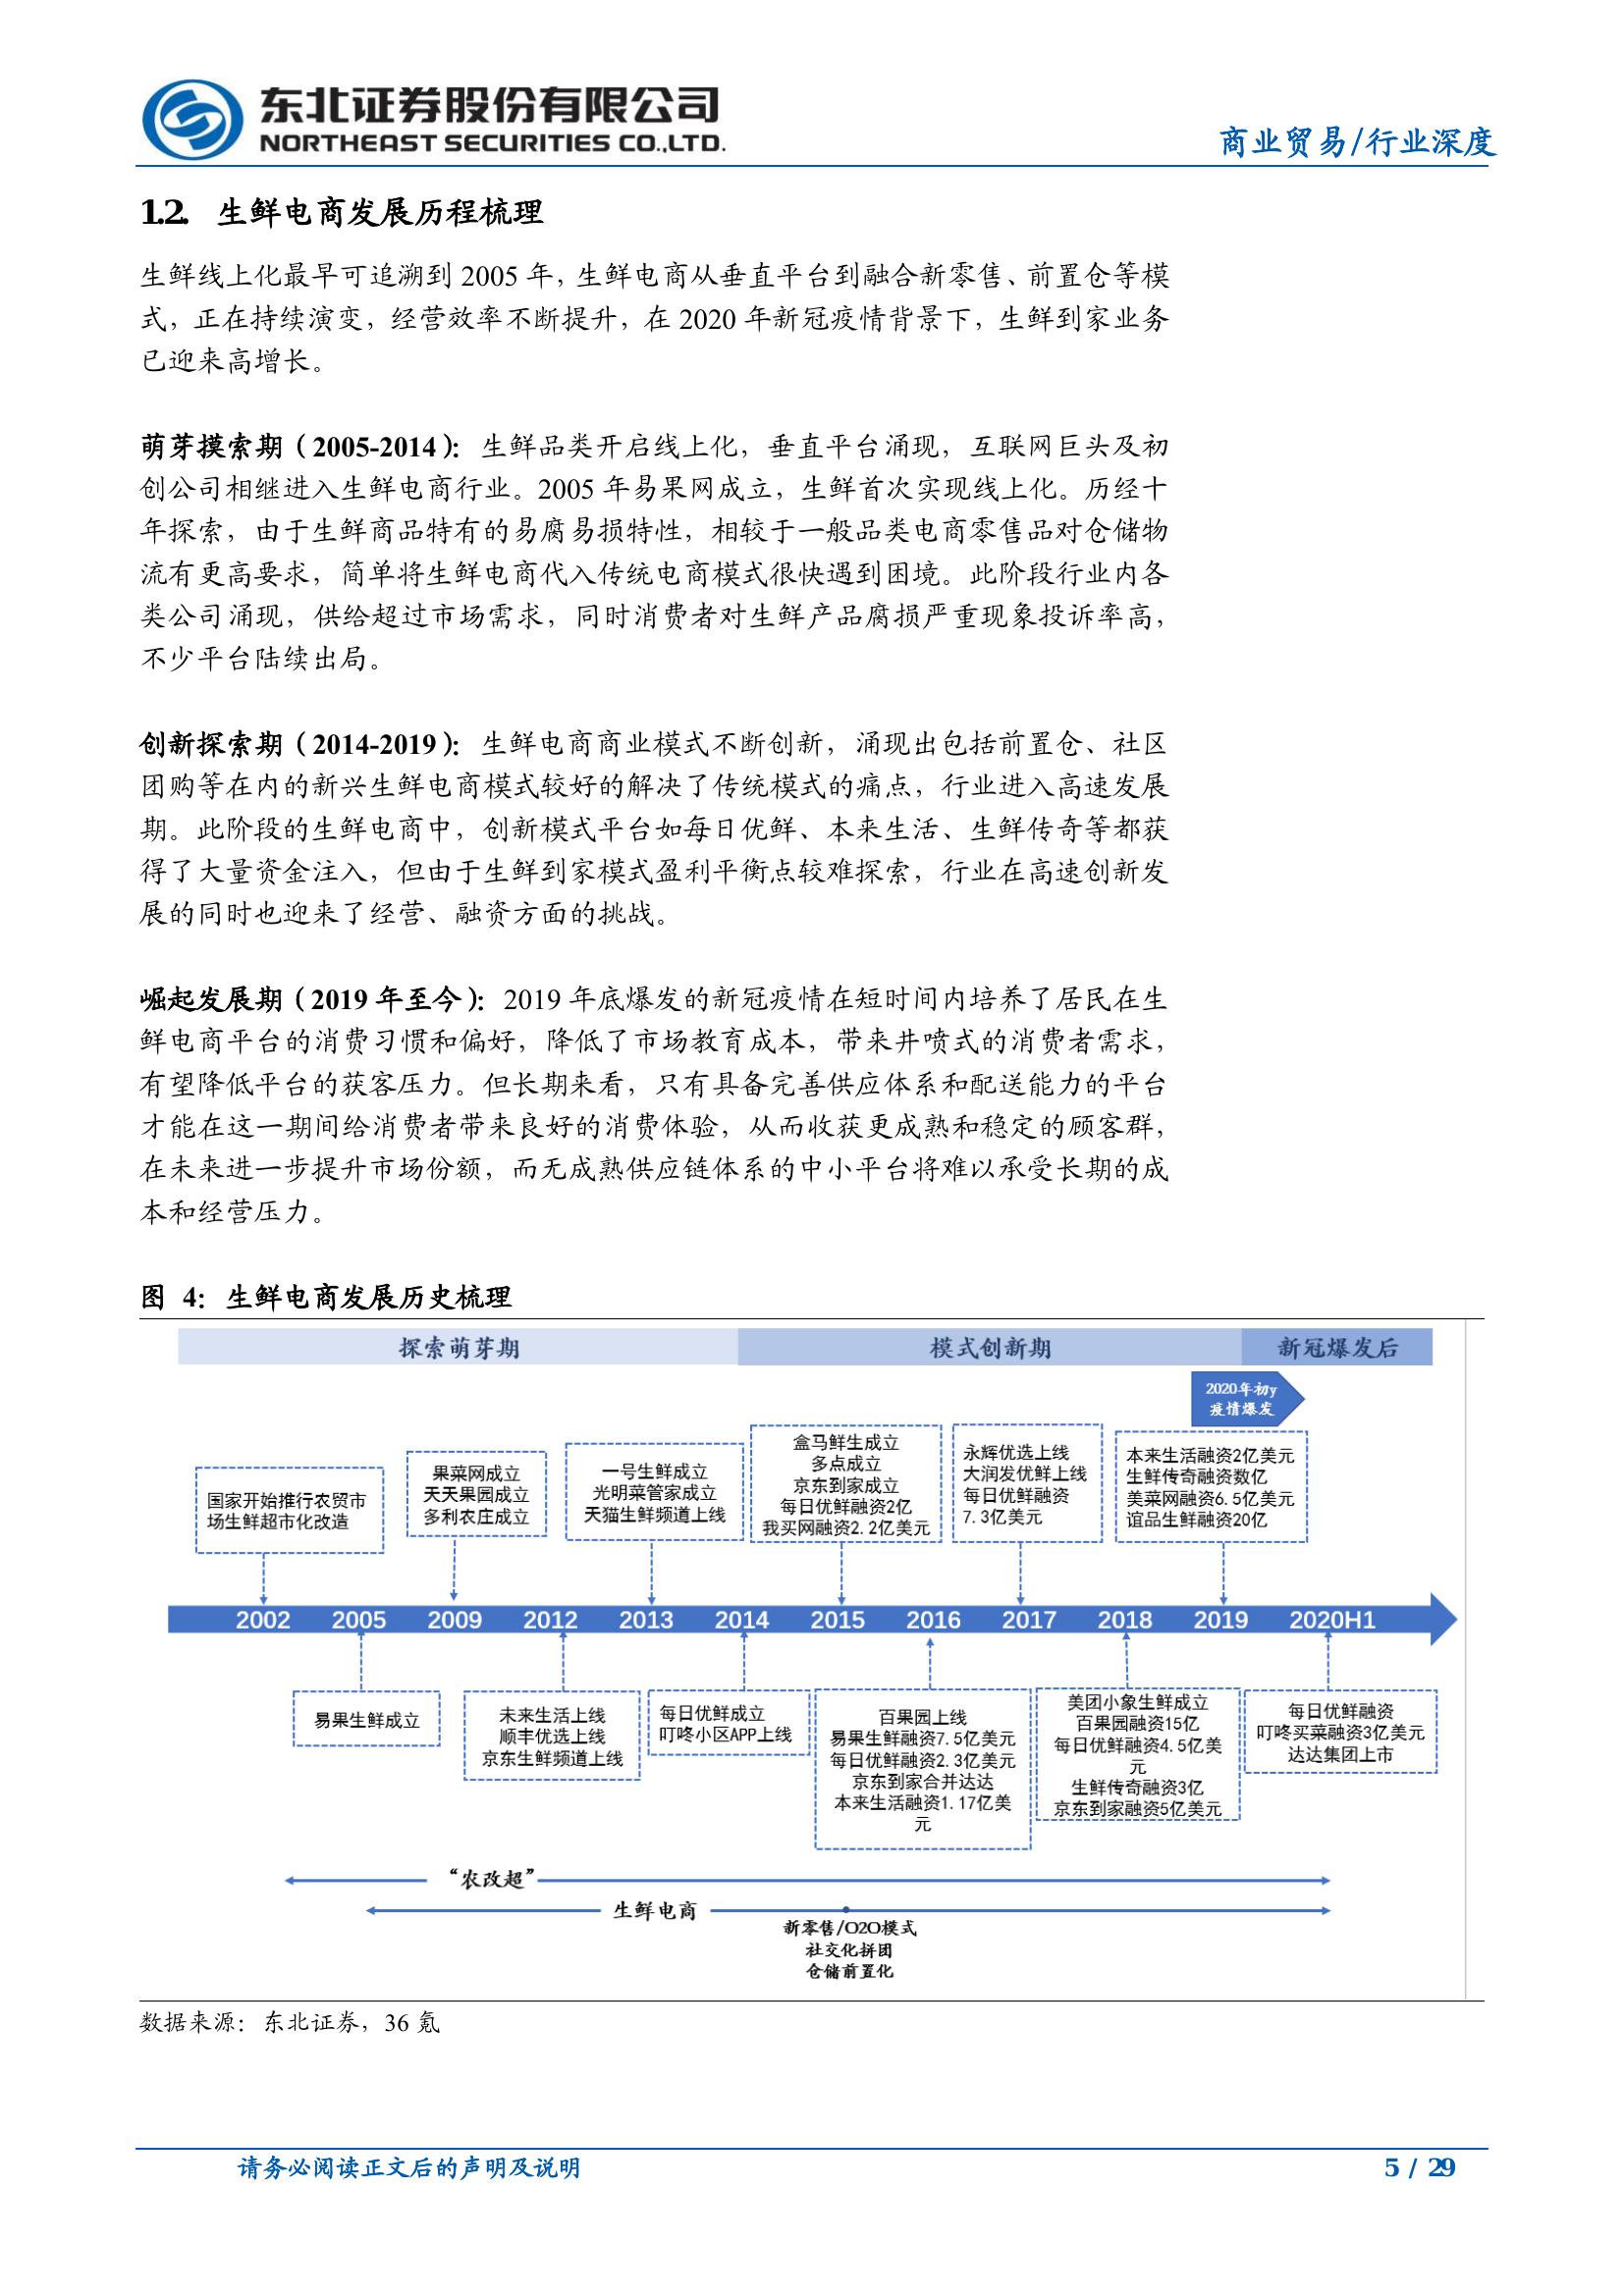 东北证券股份有限公司
NORTHEAST SECURITIES CO.,LTD.
商业贸易/行业深度
1.2. 生鲜电商发展历程梳理
生鲜线上化最早可追溯到 2005 年，生鲜电商从垂直平台到融合新零售、前置仓等模
式，正在持续演变，经营效率不断提升，在 2020 年新冠疫情背景下，生鲜到家业务
已迎来高增长。
萌芽摸索期（2005-2014）：生鲜品类开启线上化，垂直平台涌现，互联网巨头及初
创公司相继进入生鲜电商行业。2005 年易果网成立，生鲜首次实现线上化。历经十
年探索，由于生鲜商品特有的易腐易损特性，相较于一般品类电商零售品对仓储物
流有更高要求，简单将生鲜电商代入传统电商模式很快遇到困境。此阶段行业内各
类公司涌现，供给超过市场需求，同时消费者对生鲜产品腐损严重现象投诉率高，
不少平台陆续出局。
创新探索期（2014-2019）：生鲜电商商业模式不断创新，涌现出包括前置仓、社区
团购等在内的新兴生鲜电商模式较好的解决了传统模式的痛点，行业进入高速发展
期。此阶段的生鲜电商中，创新模式平台如每日优鲜、本来生活、生鲜传奇等都获
得了大量资金注入，但由于生鲜到家模式盈利平衡点较难探索，行业在高速创新发
展的同时也迎来了经营、融资方面的挑战。
崛起发展期（2019 年至今）：2019 年底爆发的新冠疫情在短时间内培养了居民在生
鲜电商平台的消费习惯和偏好，降低了市场教育成本，带来井喷式的消费者需求，
有望降低平台的获客压力。但长期来看，只有具备完善供应体系和配送能力的平台
才能在这一期间给消费者带来良好的消费体验，从而收获更成熟和稳定的顾客群，
在未来进一步提升市场份额，而无成熟供应链体系的中小平台将难以承受长期的成
本和经营压力。
图 4：生鲜电商发展历史梳理
探索萌芽期
模式创新期
新冠爆发后
2020年初y
疫情爆发
国家开始推行农贸市
场生鲜超市化改造
果菜网成立
天天果园成立
多利农庄成立
一号生鲜成立
光明菜管家成立
天猫生鲜频道上线
盒马鲜生成立
多点成立
京东到家成立
每日优鲜融资2亿
我买网融资2.2亿美元
永辉优选上线
大润发优鲜上线
每日优鲜融资
7.3亿美元
本来生活融资2亿美元
生鲜传奇融资数亿
美菜网融资6.5亿美元
谊品生鲜融资20亿
2002 2005 2009 2012 2013 2014 2015 2016 2017 2018 2019 2020H1
易果生鲜成立
未来生活上线
顺丰优选上线
京东生鲜频道上线
每日优鲜成立
叮咚小区APP上线
百果园上线
易果生鲜融资7.5亿美元
每日优鲜融资2.3亿美元
京东到家合并达达
本来生活融资1.17亿美
元
美团小象生鲜成立
百果园融资15亿
每日优鲜融资4.5亿美
元
生鲜传奇融资3亿
京东到家融资5亿美元
每日优鲜融资
叮咚买菜融资3亿美元
达达集团上市
“农改超”
生鲜电商
新零售/O2O模式
社交化拼团
仓储前置化
数据来源：东北证券，36 氪
请务必阅读正文后的声明及说明
5 / 29